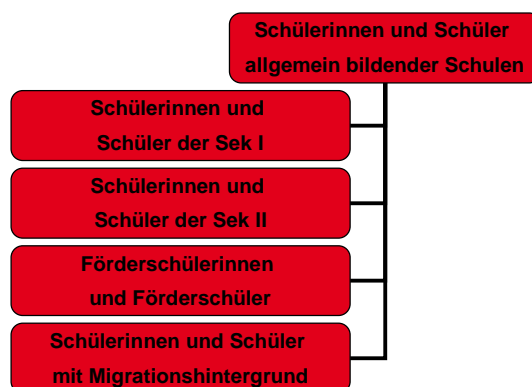 Schülerinnen und Schüler
allgemein bildender Schulen
Schülerinnen und
Schüler der Sek I
Schülerinnen und
Schüler der Sek II
Förderschülerinnen
und Förderschüler
Schülerinnen und Schüler
mit Migrationshintergrund